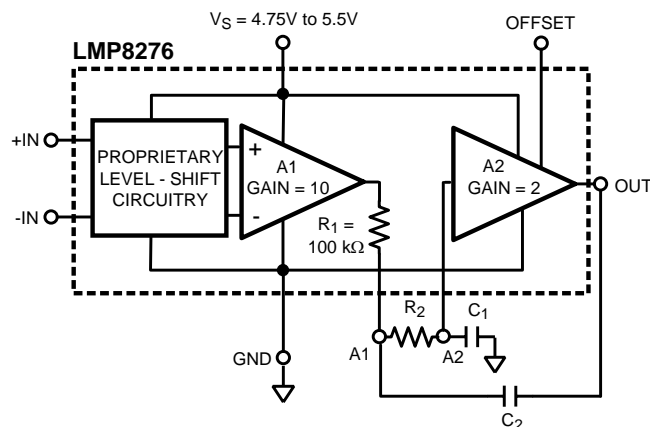 V_S = 4.75V to 5.5V
OFFSET
LMP8276
+IN
-IN
PROPRIETARY
LEVEL - SHIFT
CIRCUITRY
+
-
A1
GAIN = 10
A2
GAIN = 2
OUT
R_1 =
100 kΩ
R_2
C_1
A1
A2
GND
C_2